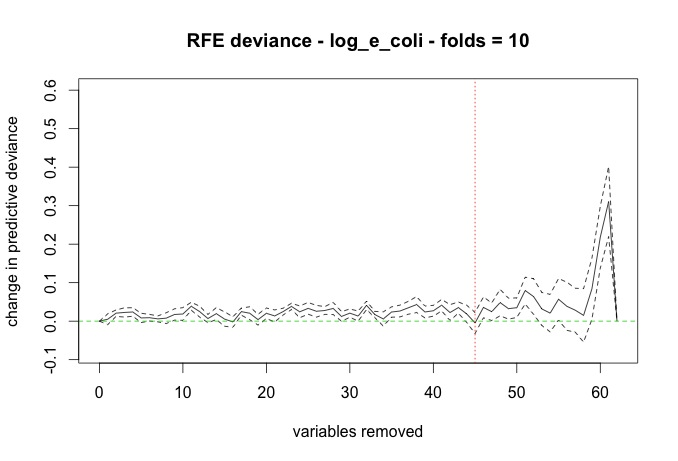 RFE deviance - log_e_coli - folds = 10
change in predictive deviance
0.6
0.5
0.4
0.3
0.2
0.1
0.0
-0.1
0 10 20 30 40 50 60
variables removed